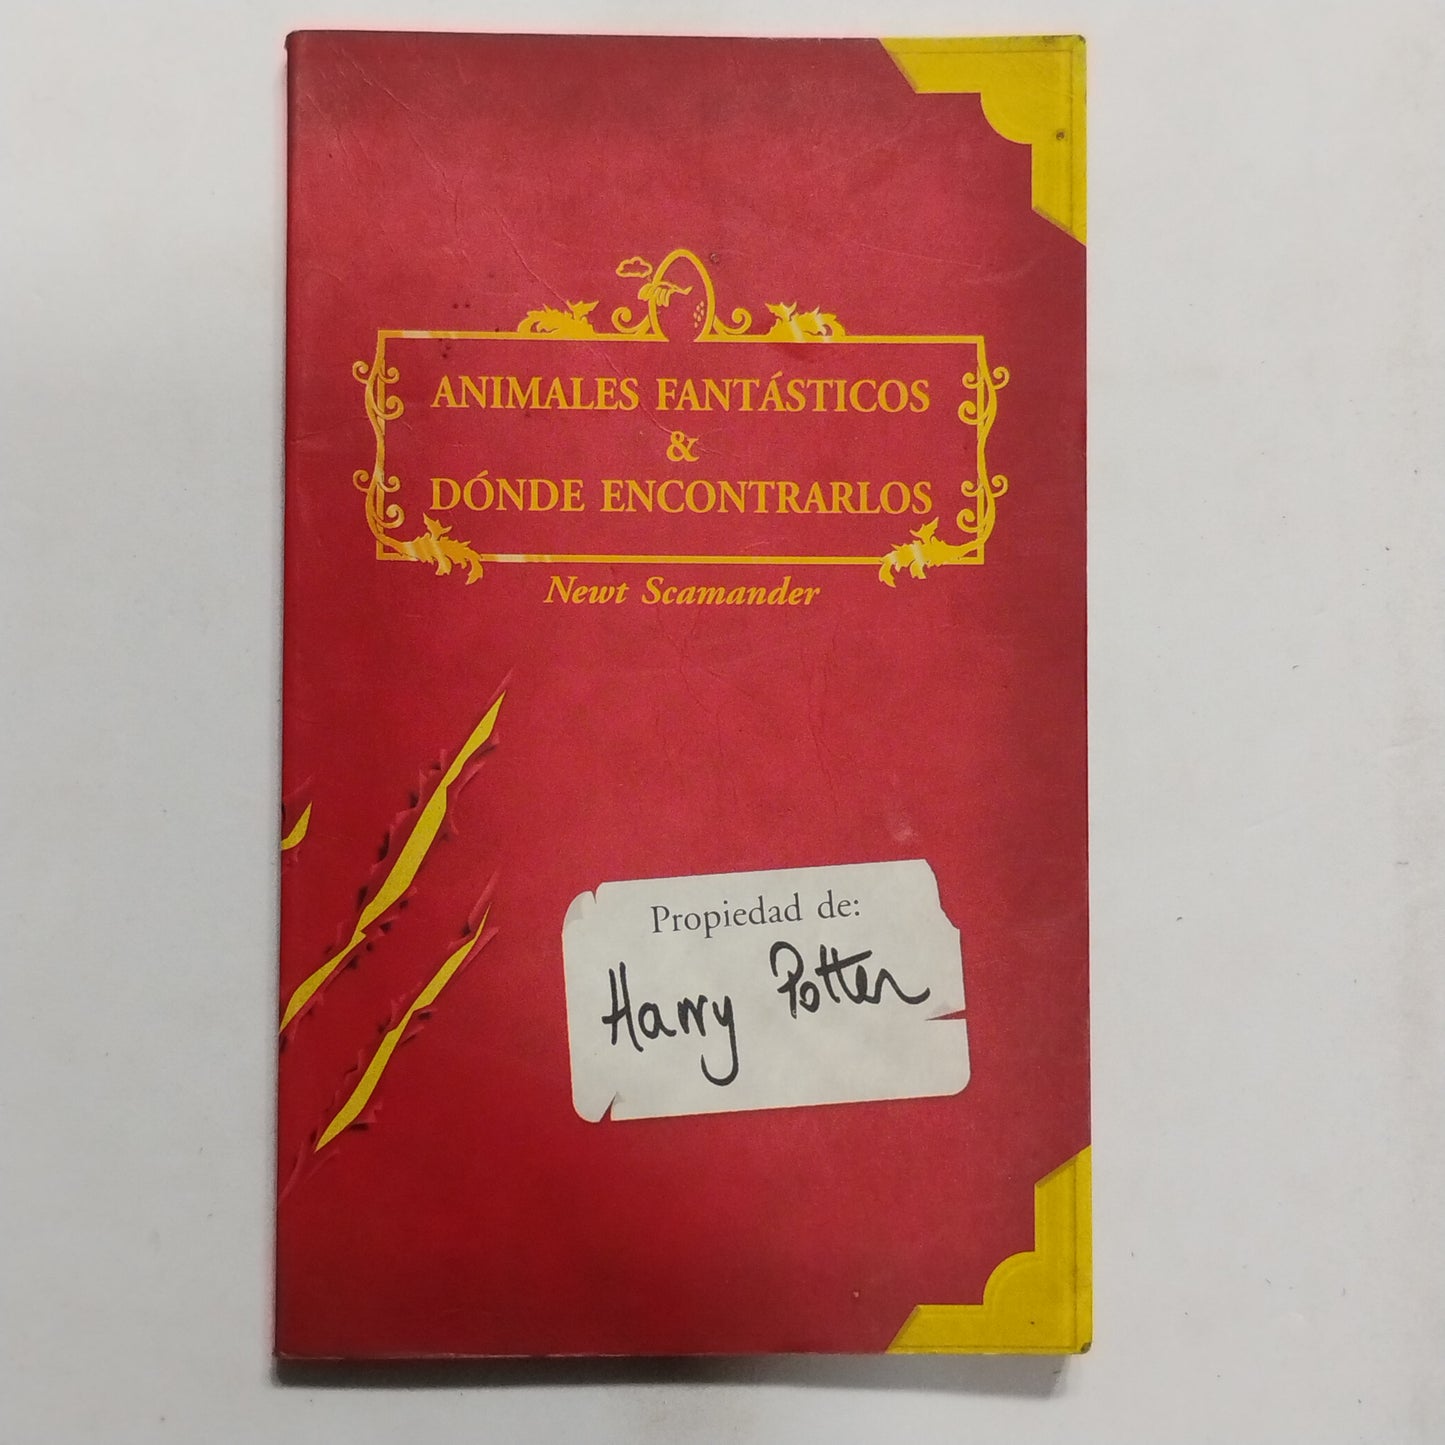 ANIMALES FANTÁSTICOS
&
DÓNDE ENCONTRARLOS
Newt Scamander
Propiedad de:
Harry Potter